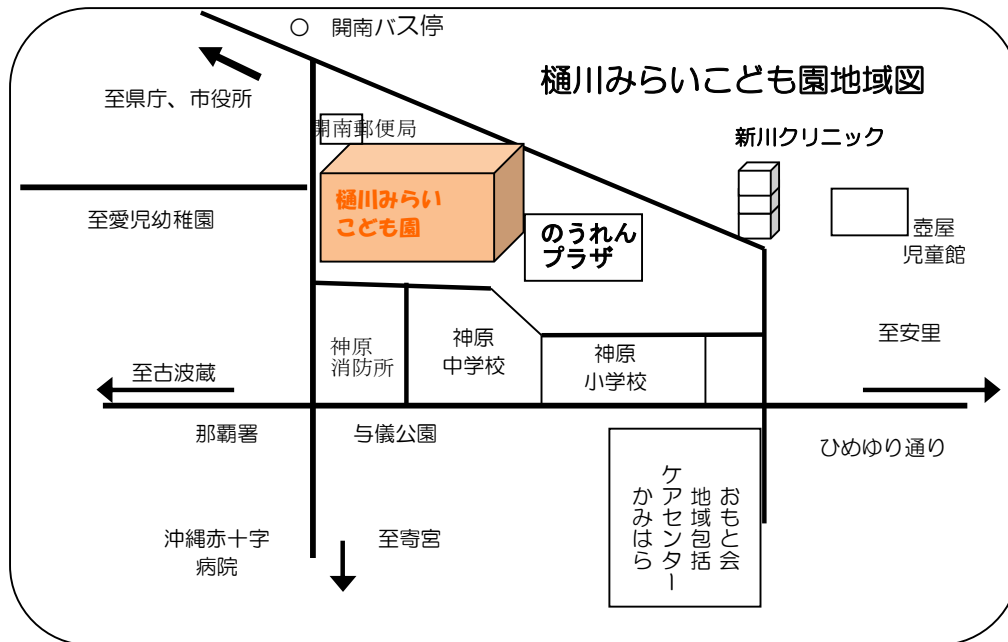 開南バス停
樋川みらいこども園地域図
至県庁、市役所
開南郵便局
新川クリニック
樋川みらい
こども園
至愛児幼稚園
のうれん
プラザ
壺屋
児童館
神原
消防所
神原
中学校
神原
小学校
至安里
至古波蔵
那覇署
与儀公園
ひめゆり通り
おもと会
地域包括
ケアセンター
かみはら
沖縄赤十字
病院
至寄宮